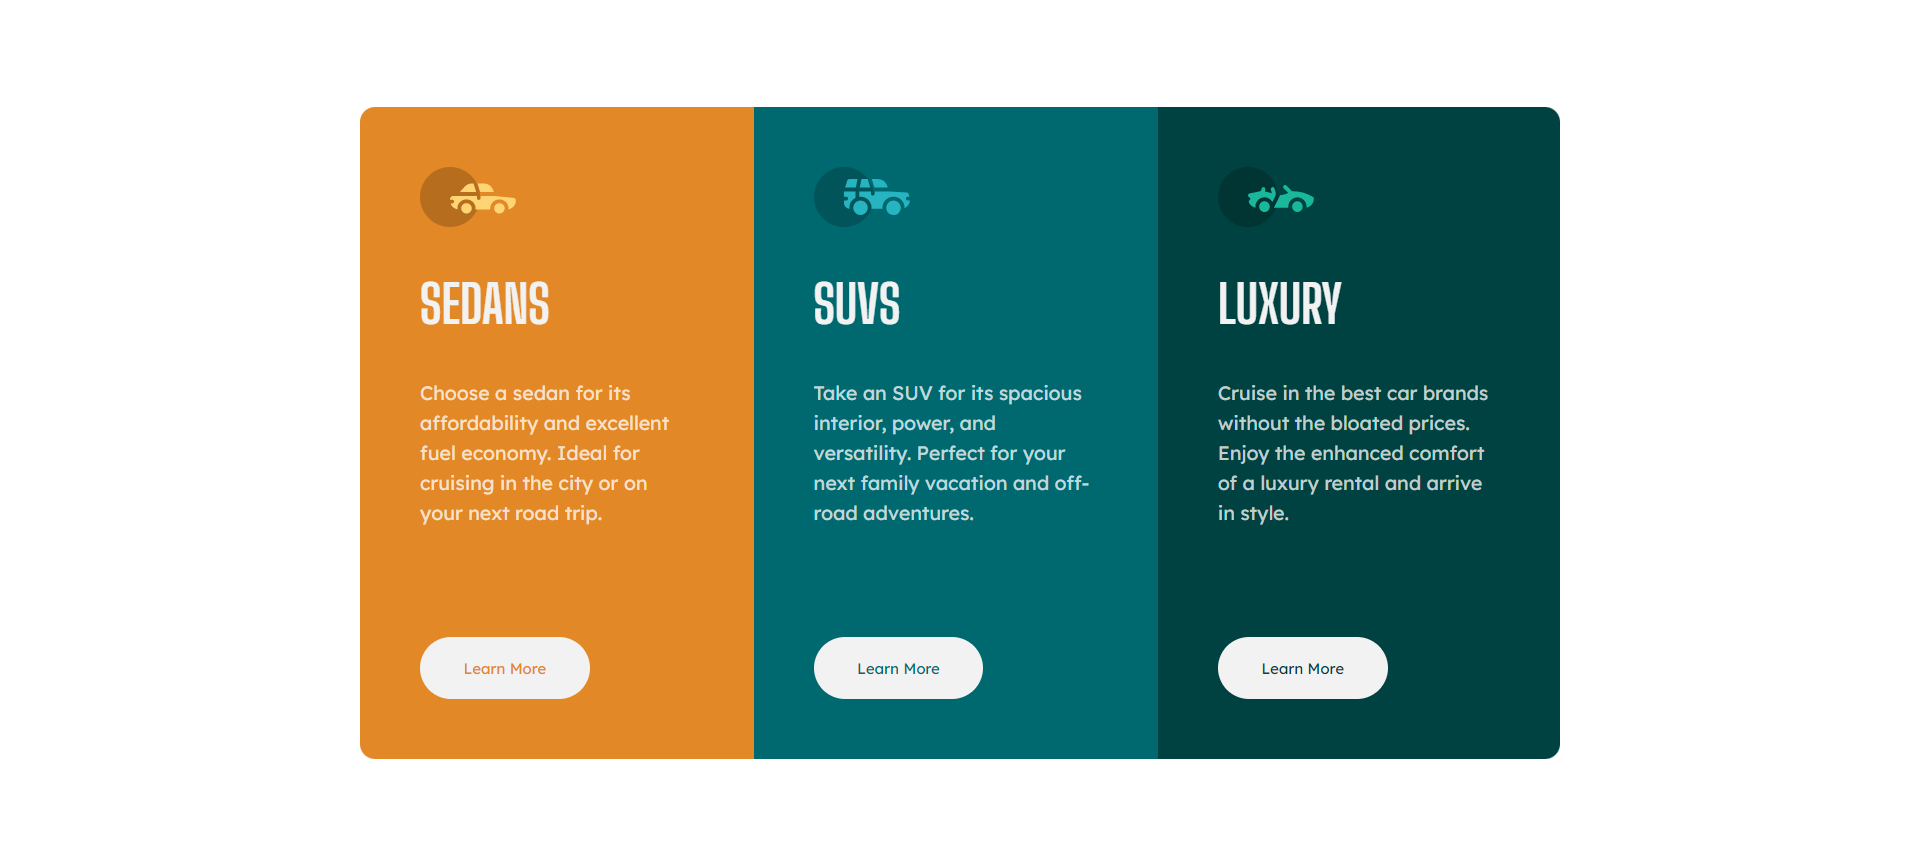 SEDANS
Choose a sedan for its
affordability and excellent
fuel economy. Ideal for
cruising in the city or on
your next road trip.
Learn More
SUVS
Take an SUV for its spacious
interior, power, and
versatility. Perfect for your
next family vacation and off-
road adventures.
Learn More
LUXURY
Cruise in the best car brands
without the bloated prices.
Enjoy the enhanced comfort
of a luxury rental and arrive
in style.
Learn More